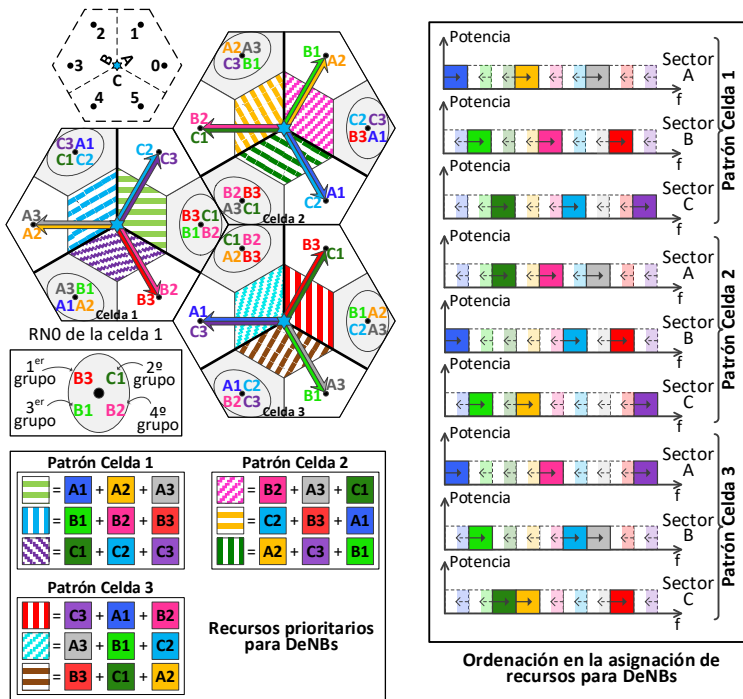 2
1
3
B
A
0
C
4
5
C3 A1
C1 C2
C2
C3
A3
A2
B3 C1
B1 B2
A3 B1
A1 A2
B2
B3
Celda 1
A2 A3
C3 B1
B1
A2
B2
C1
C2 C3
B3 A1
B2 B3
A3 C1
A1
C2
Celda 2
C1 B2
A2 B3
B3
C1
A1
C3
B1 A2
C2 A3
A1 C2
B2 C3
A3
B1
Celda 3
RN0 de la celda 1
1er grupo
B3
C1
2º grupo
3er grupo
B1
B2
4º grupo
Patrón Celda 1
= A1 + A2 + A3
= B1 + B2 + B3
= C1 + C2 + C3
Patrón Celda 2
= B2 + A3 + C1
= C2 + B3 + A1
= A2 + C3 + B1
Patrón Celda 3
= C3 + A1 + B2
= A3 + B1 + C2
= B3 + C1 + A2
Recursos prioritarios
para DeNBs
Potencia
Sector
A
f
Potencia
Sector
B
f
Potencia
Sector
C
f
Patrón Celda 1
Potencia
Sector
A
f
Potencia
Sector
B
f
Potencia
Sector
C
f
Patrón Celda 2
Potencia
Sector
A
f
Potencia
Sector
B
f
Potencia
Sector
C
f
Patrón Celda 3
Ordenación en la asignación de
recursos para DeNBs